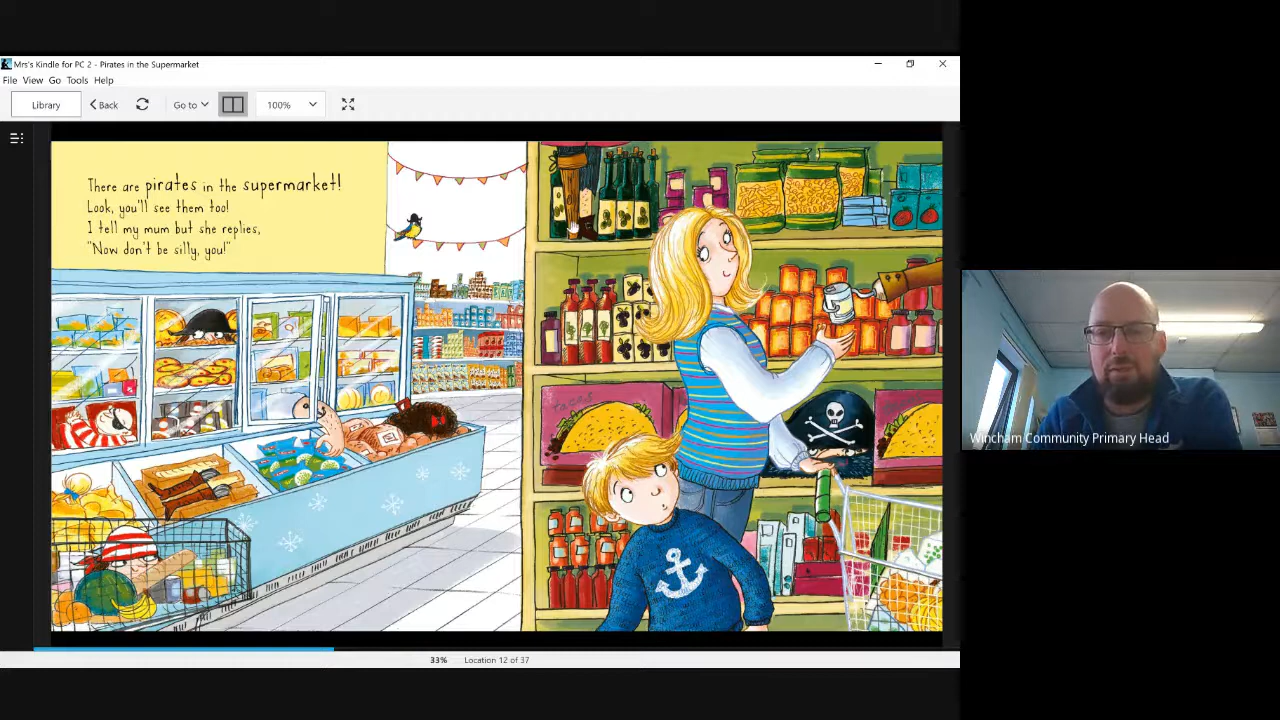 Mrs's Kindle for PC 2 - Pirates in the Supermarket
File View Go Tools Help
Library Back Go to 100%
There are pirates in the supermarket!
Look, you'll see them too!
I tell my mum but she replies,
"Now don't be silly, you!"
tacos
Wincham Community Primary Head
33% Location 12 of 37